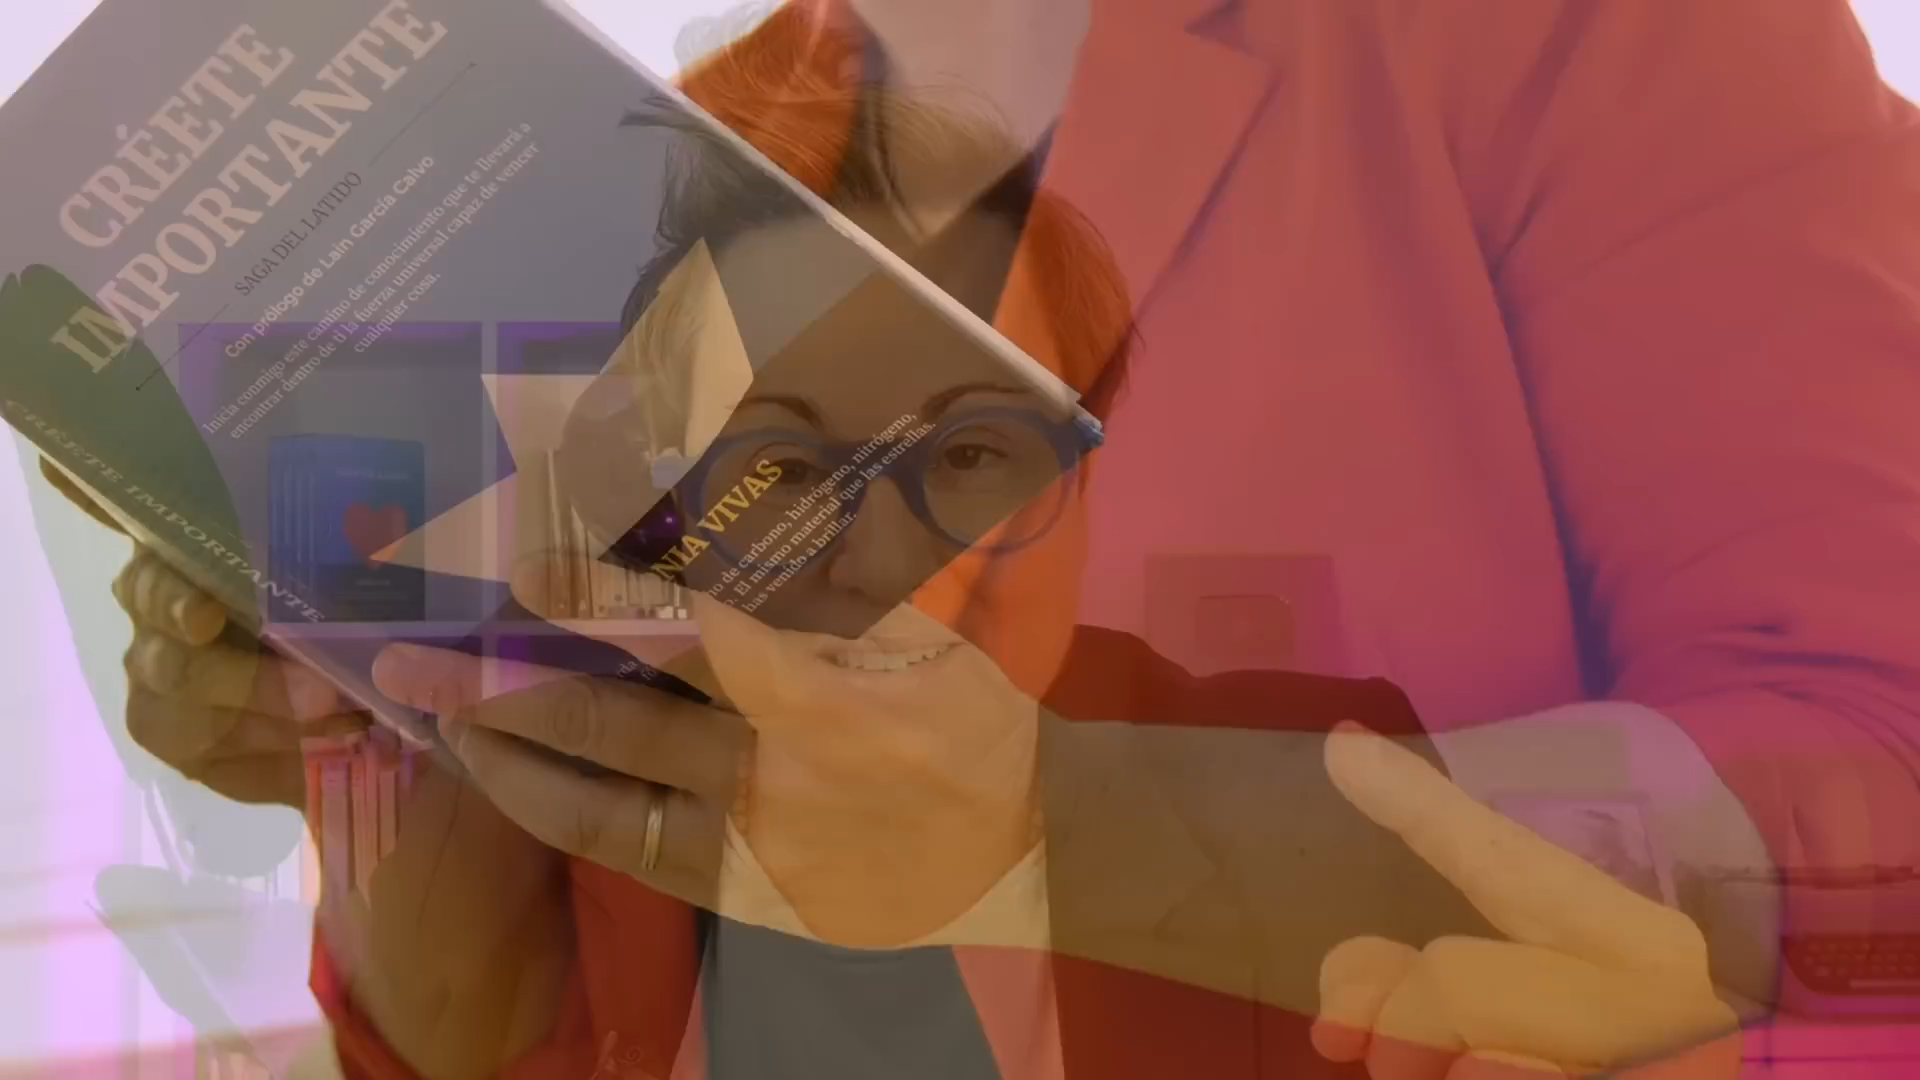 CRÉETE
IMPORTANTE
SAGA DEL LATIDO
Con prólogo de Lain García Calvo
Inicia conmigo este camino de conocimiento que te llevará a
encontrar dentro de ti la fuerza universal capaz de vencer
cualquier cosa.
CRÉETE IMPORTANTE
NIA VIVAS
no de carbono, hidrógeno, nitrógeno,
o. El mismo material que las estrellas.
has venido a brillar.